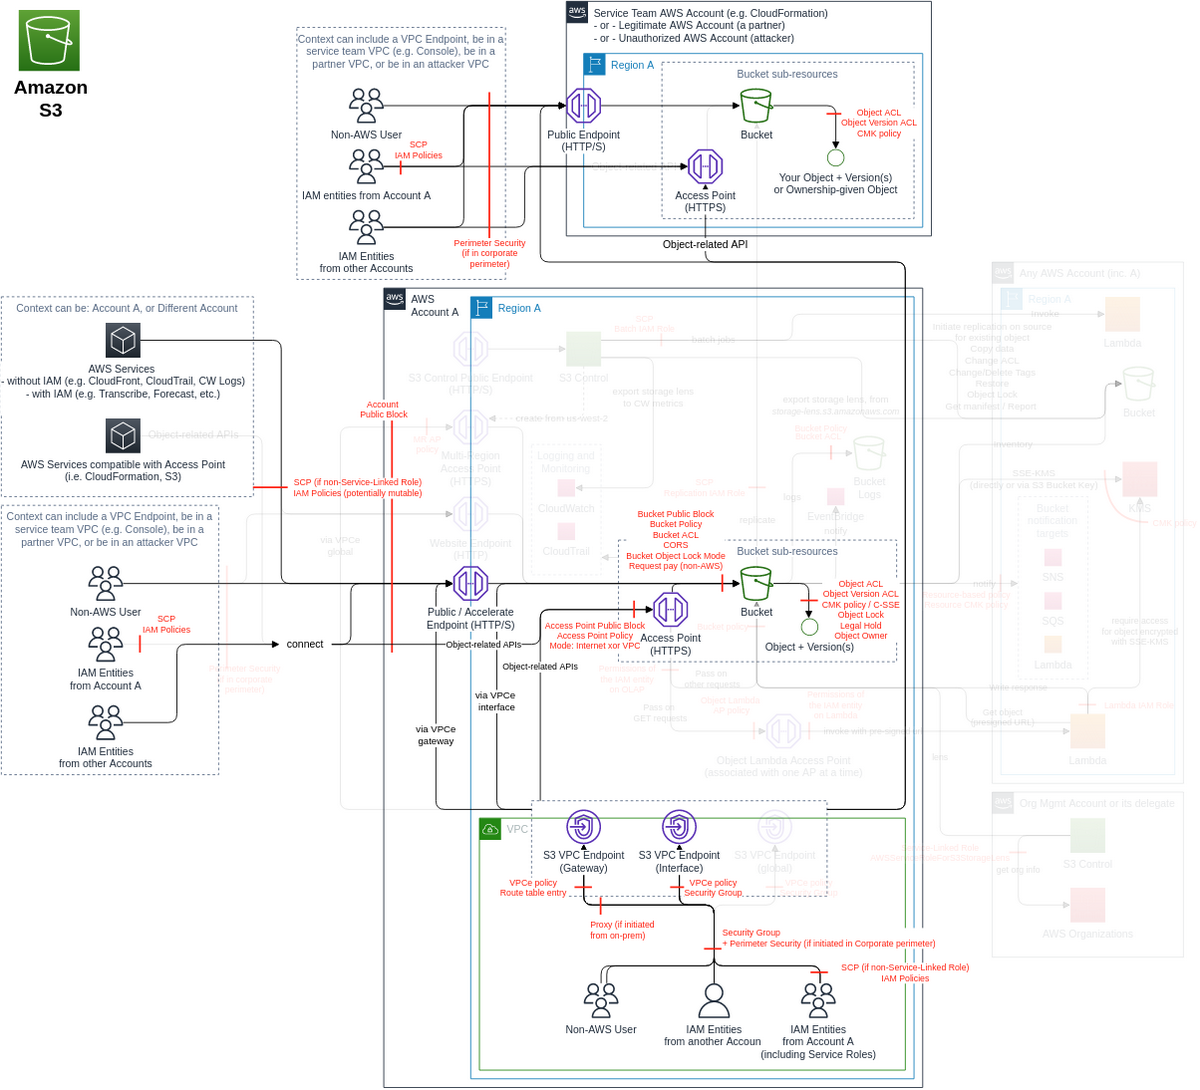 Amazon
S3
Context can include a VPC Endpoint, be in a
service team VPC (e.g. Console), be in a
partner VPC, or be in an attacker VPC
Non-AWS User
SCP
IAM Policies
IAM entities from Account A
IAM Entities
from other Accounts
Perimeter Security
(if in corporate
perimeter)
aws
Service Team AWS Account (e.g. CloudFormation)
- or - Legitimate AWS Account (a partner)
- or - Unauthorized AWS Account (attacker)
Region A
Bucket sub-resources
Public Endpoint
(HTTP/S)
Bucket
Object ACL
Object Version ACL
CMK policy
Access Point
(HTTPS)
Your Object + Version(s)
or Ownership-given Object
Object-related API
Context can be: Account A, or Different Account
AWS Services
- without IAM (e.g. CloudFront, CloudTrail, CW Logs)
- with IAM (e.g. Transcribe, Forecast, etc.)
Object-related APIs
AWS Services compatible with Access Point
(i.e. CloudFormation, S3)
SCP (if non-Service-Linked Role)
IAM Policies (potentially mutable)
Account
Public Block
Context can include a VPC Endpoint, be in a
service team VPC (e.g. Console), be in a
partner VPC, or be in an attacker VPC
Non-AWS User
SCP
IAM Policies
IAM Entities
from Account A
IAM Entities
from other Accounts
Perimeter Security
(if in corporate
perimeter)
connect
aws
AWS
Account A
Region A
S3 Control Public Endpoint
(HTTP/S)
S3 Control
SCP
Batch IAM Role
batch jobs
export storage lens
to CW metrics
export storage lens, from
storage-lens.s3.amazonaws.com
create from us-west-2
MR AP
policy
Multi-Region
Access Point
(HTTPS)
Logging and
Monitoring
CloudWatch
CloudTrail
Website Endpoint
(HTTP)
via VPCe
global
Bucket Policy
Bucket ACL
Bucket
Logs
SCP
Replication IAM Role
logs
replicate
EventBridge
notify
Bucket Public Block
Bucket Policy
Bucket ACL
CORS
Bucket Object Lock Mode
Request pay (non-AWS)
Bucket sub-resources
Public / Accelerate
Endpoint (HTTP/S)
Bucket
Object ACL
Object Version ACL
CMK policy / C-SSE
Object Lock
Legal Hold
Object Owner
Object + Version(s)
Access Point Public Block
Access Point Policy
Mode: Internet xor VPC
Access Point
(HTTPS)
Bucket policy
Object-related APIs
Object-related APIs
via VPCe
interface
via VPCe
gateway
Permissions of
the IAM entity
on OLAP
Pass on
other requests
Pass on
GET requests
Object Lambda
AP policy
Permissions of
the IAM entity
on Lambda
invoke with pre-signed url
Object Lambda Access Point
(associated with one AP at a time)
VPC
S3 VPC Endpoint
(Gateway)
S3 VPC Endpoint
(Interface)
S3 VPC Endpoint
(global)
VPCe policy
Route table entry
VPCe policy
Security Group
VPCe policy
Security Group
Proxy (if initiated
from on-prem)
Security Group
+ Perimeter Security (if initiated in Corporate perimeter)
SCP (if non-Service-Linked Role)
IAM Policies
Non-AWS User
IAM Entities
from another Accoun
IAM Entities
from Account A
(including Service Roles)
aws
Any AWS Account (inc. A)
Region A
invoke
Lambda
Initiate replication on source
for existing object
Copy data
Change ACL
Change/Delete Tags
Restore
Object Lock
Get manifest / Report
Bucket
inventory
SSE-KMS
(directly or via S3 Bucket Key)
KMS
CMK policy
Bucket
notification
targets
SNS
SQS
Lambda
notify
Resource-based policy
Resource CMK policy
require access
for object encrypted
with SSE-KMS
Write response
Get object
(presigned URL)
Lambda IAM Role
Lambda
lens
aws
Org Mgmt Account or its delegate
S3 Control
Service-Linked Role
get org info
AWS Organizations